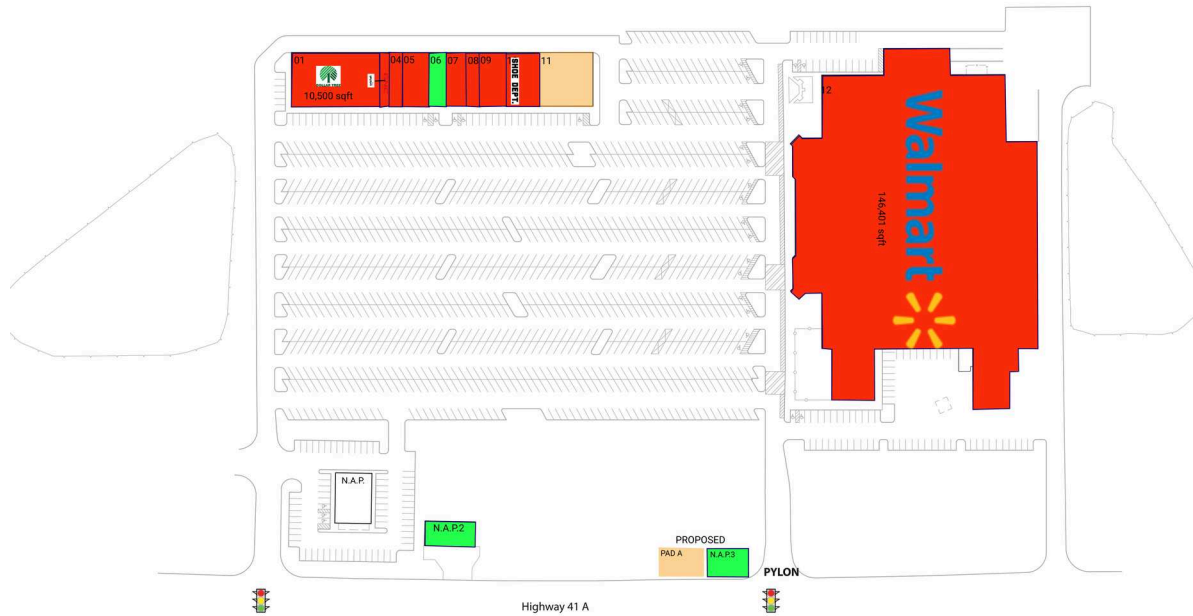 01
04
05
06
07
08
09
11
SHOE DEPT.
10,500 sqft
12
Walmart
146,401 sqft
N.A.P.
N.A.P.2
PROPOSED
PAD A
N.A.P.3
PYLON
Highway 41 A